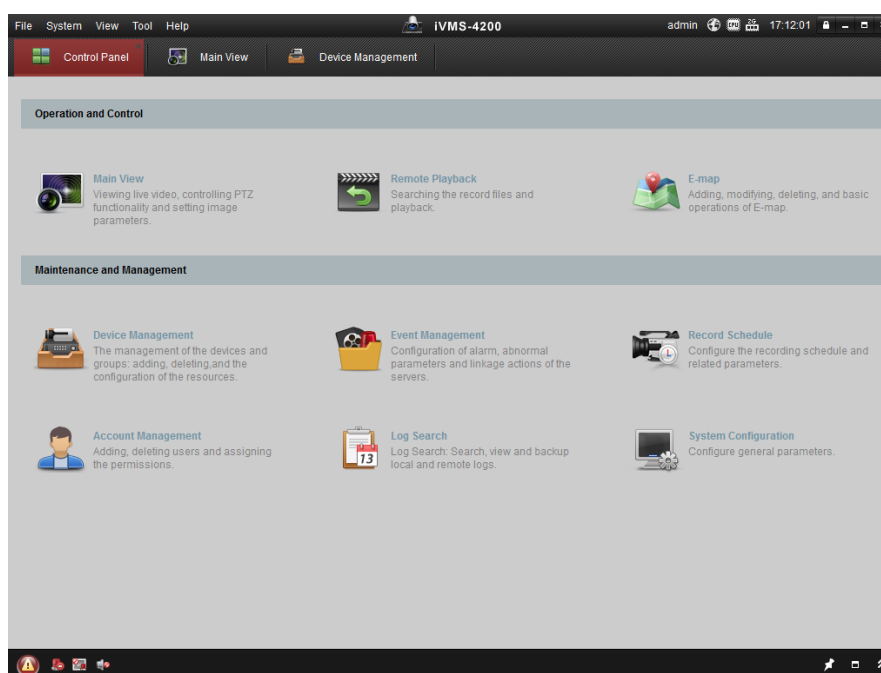 File System View Tool Help iVMS-4200 admin CPU 17:12:01
Control Panel Main View Device Management
Operation and Control
Main View
Viewing live video, controlling PTZ
functionality and setting image
parameters.
Remote Playback
Searching the record files and
playback.
E-map
Adding, modifying, deleting, and basic
operations of E-map.
Maintenance and Management
Device Management
The management of the devices and
groups: adding, deleting,and the
configuration of the resources.
Event Management
Configuration of alarm, abnormal
parameters and linkage actions of the
servers.
Record Schedule
Configure the recording schedule and
related parameters.
Account Management
Adding, deleting users and assigning
the permissions.
13
Log Search
Log Search: Search, view and backup
local and remote logs.
System Configuration
Configure general parameters.